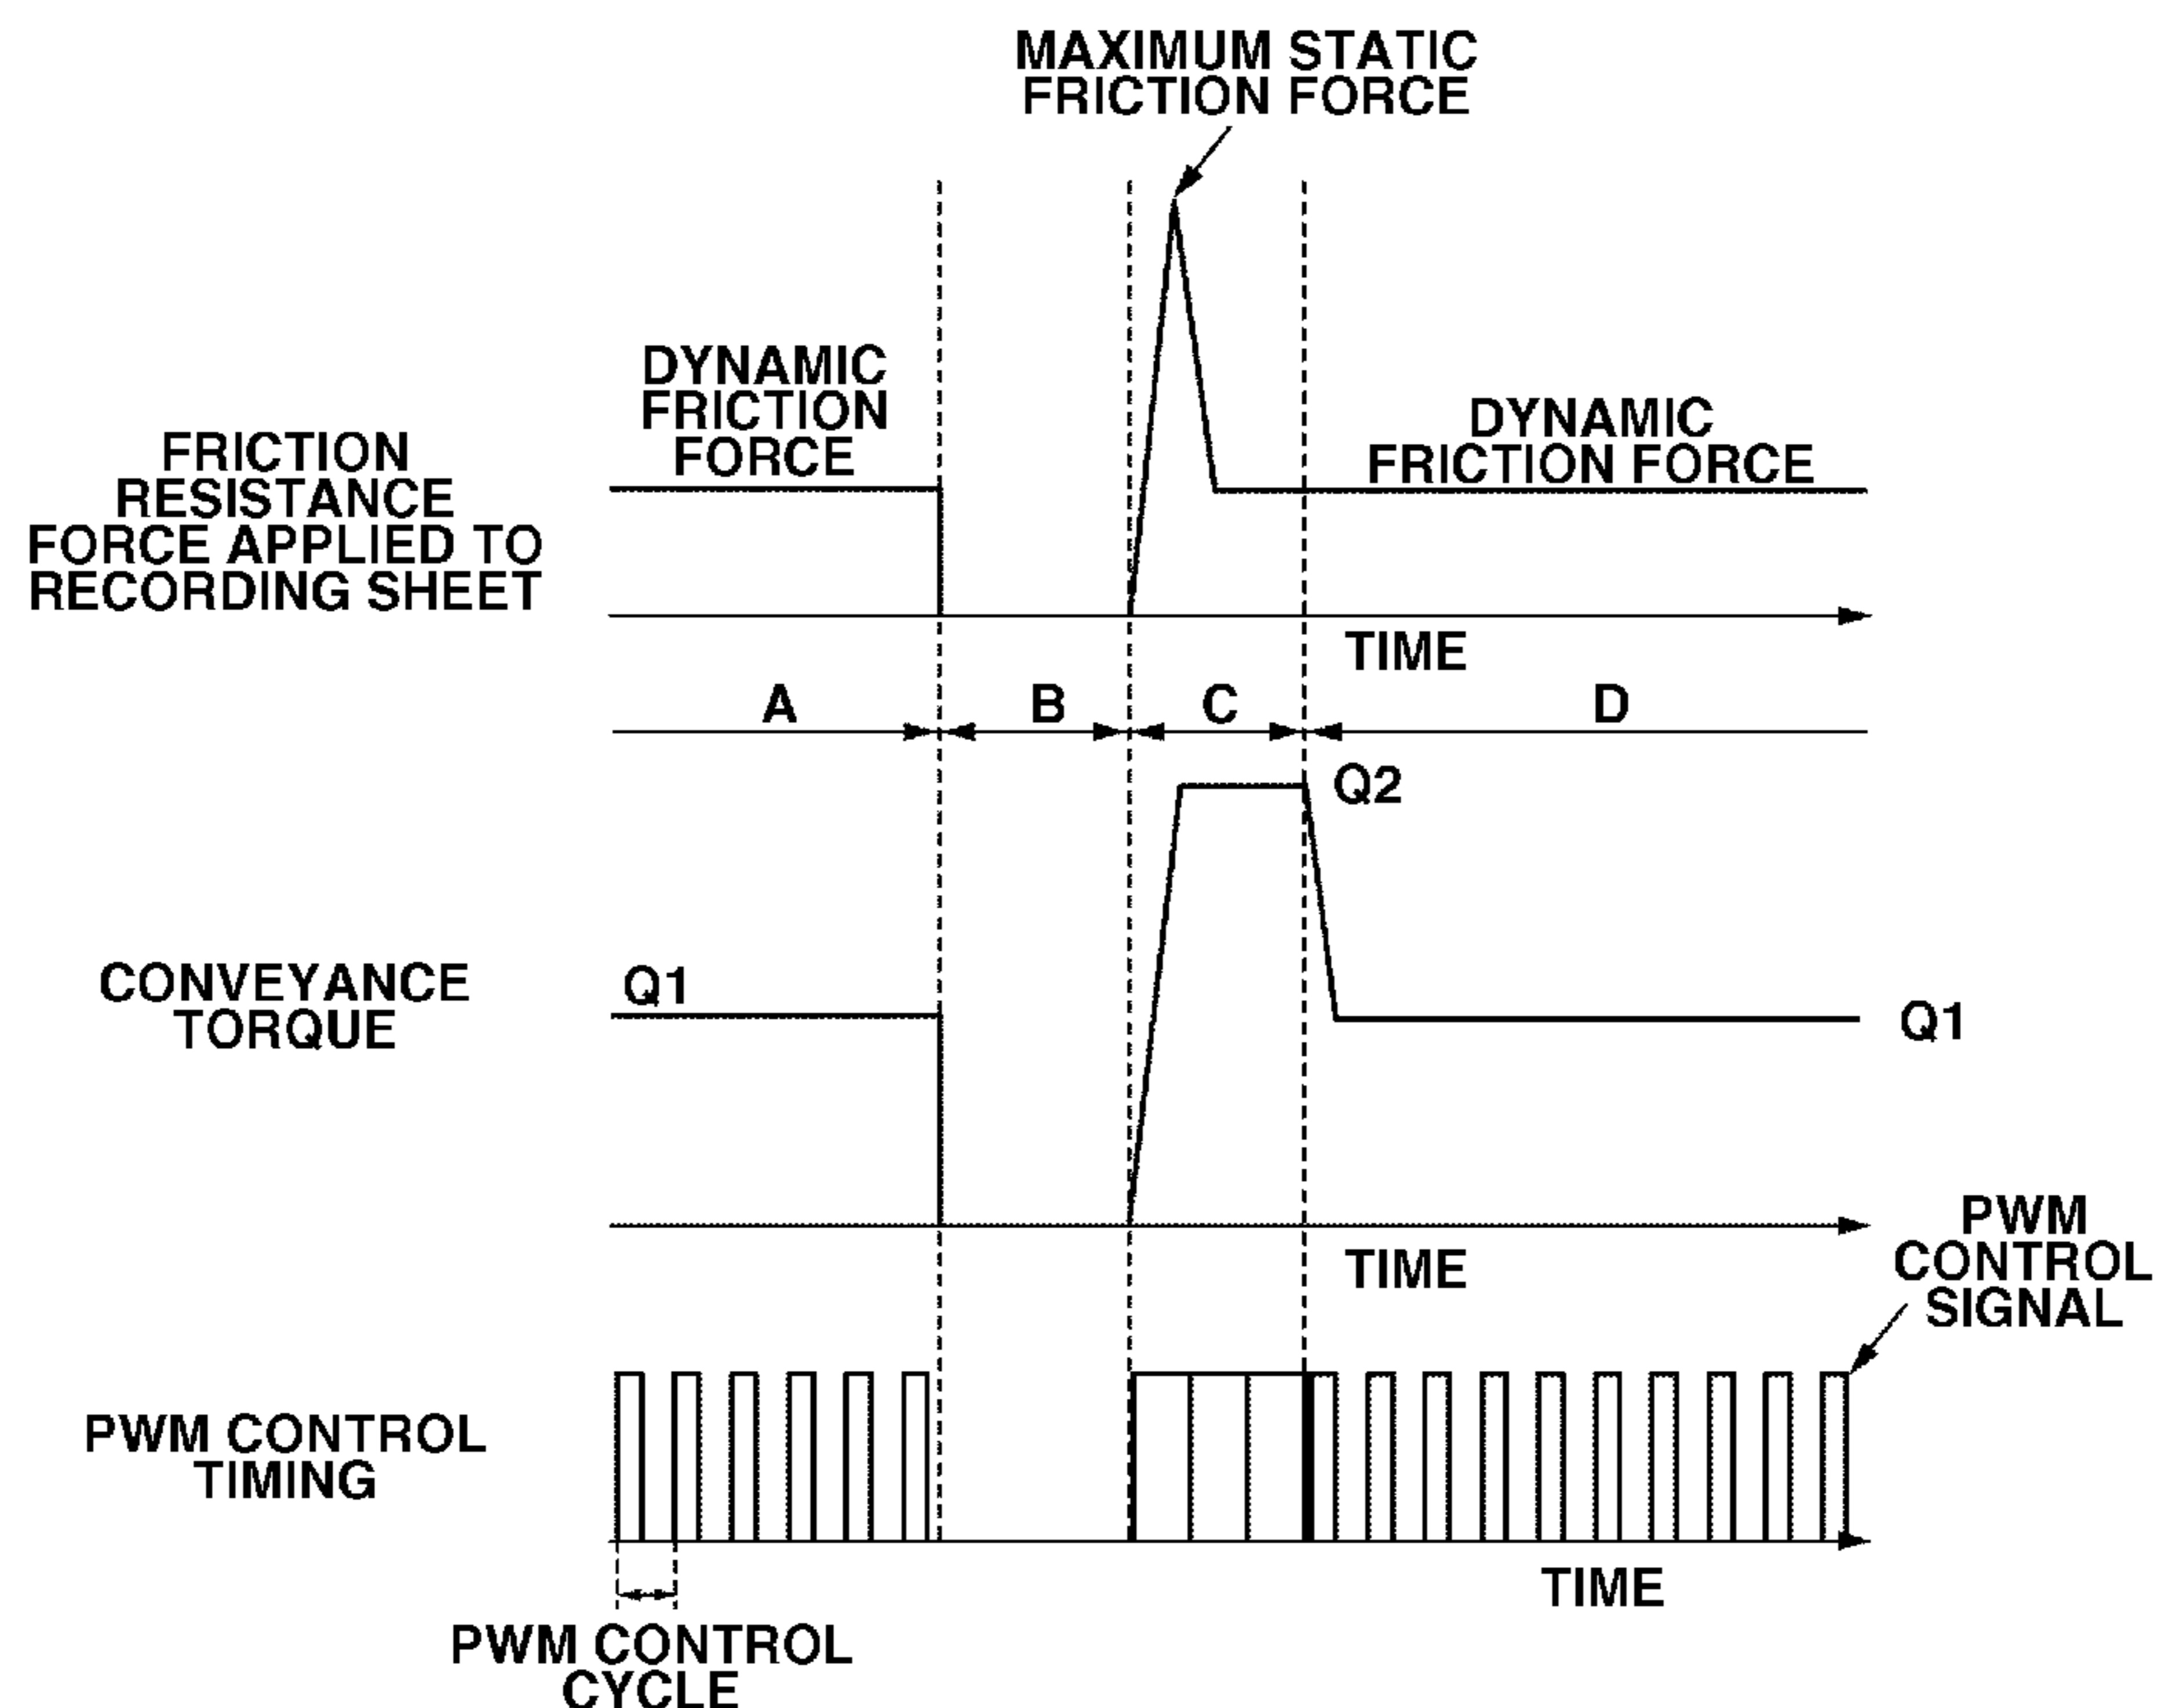 MAXIMUM STATIC
FRICTION FORCE
DYNAMIC
FRICTION
FORCE
DYNAMIC
FRICTION FORCE
FRICTION
RESISTANCE
FORCE APPLIED TO
RECORDING SHEET
TIME
A
B
C
D
Q2
CONVEYANCE
TORQUE
Q1
Q1
TIME
PWM
CONTROL
SIGNAL
PWM CONTROL
TIMING
TIME
PWM CONTROL
CYCLE